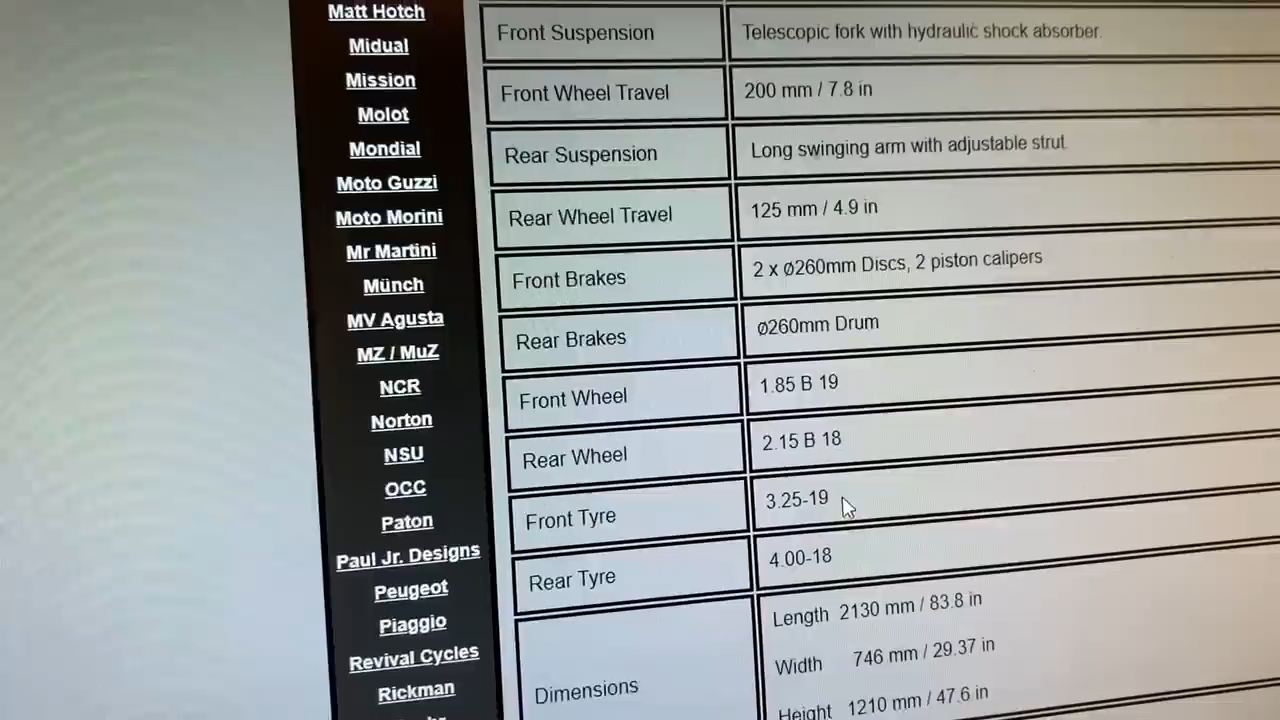 Matt Hotch
Midual
Mission
Molot
Mondial
Moto Guzzi
Moto Morini
Mr Martini
Münch
MV Agusta
MZ / MuZ
NCR
Norton
NSU
OCC
Paton
Paul Jr. Designs
Peugeot
Piaggio
Revival Cycles
Rickman
Front Suspension Telescopic fork with hydraulic shock absorber
Front Wheel Travel 200 mm / 7.8 in
Rear Suspension Long swinging arm with adjustable strut
Rear Wheel Travel 125 mm / 4.9 in
Front Brakes 2 x ø260mm Discs, 2 piston calipers
Rear Brakes ø260mm Drum
Front Wheel 1.85 B 19
Rear Wheel 2.15 B 18
Front Tyre 3.25-19
Rear Tyre 4.00-18
Dimensions
Length 2130 mm / 83.8 in
Width 746 mm / 29.37 in
Height 1210 mm / 47.6 in